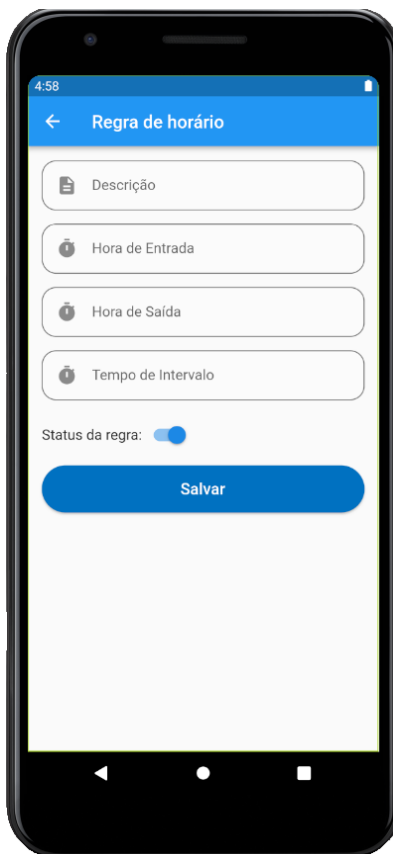 4:58
Regra de horário
Descrição
Hora de Entrada
Hora de Saída
Tempo de Intervalo
Status da regra:
Salvar